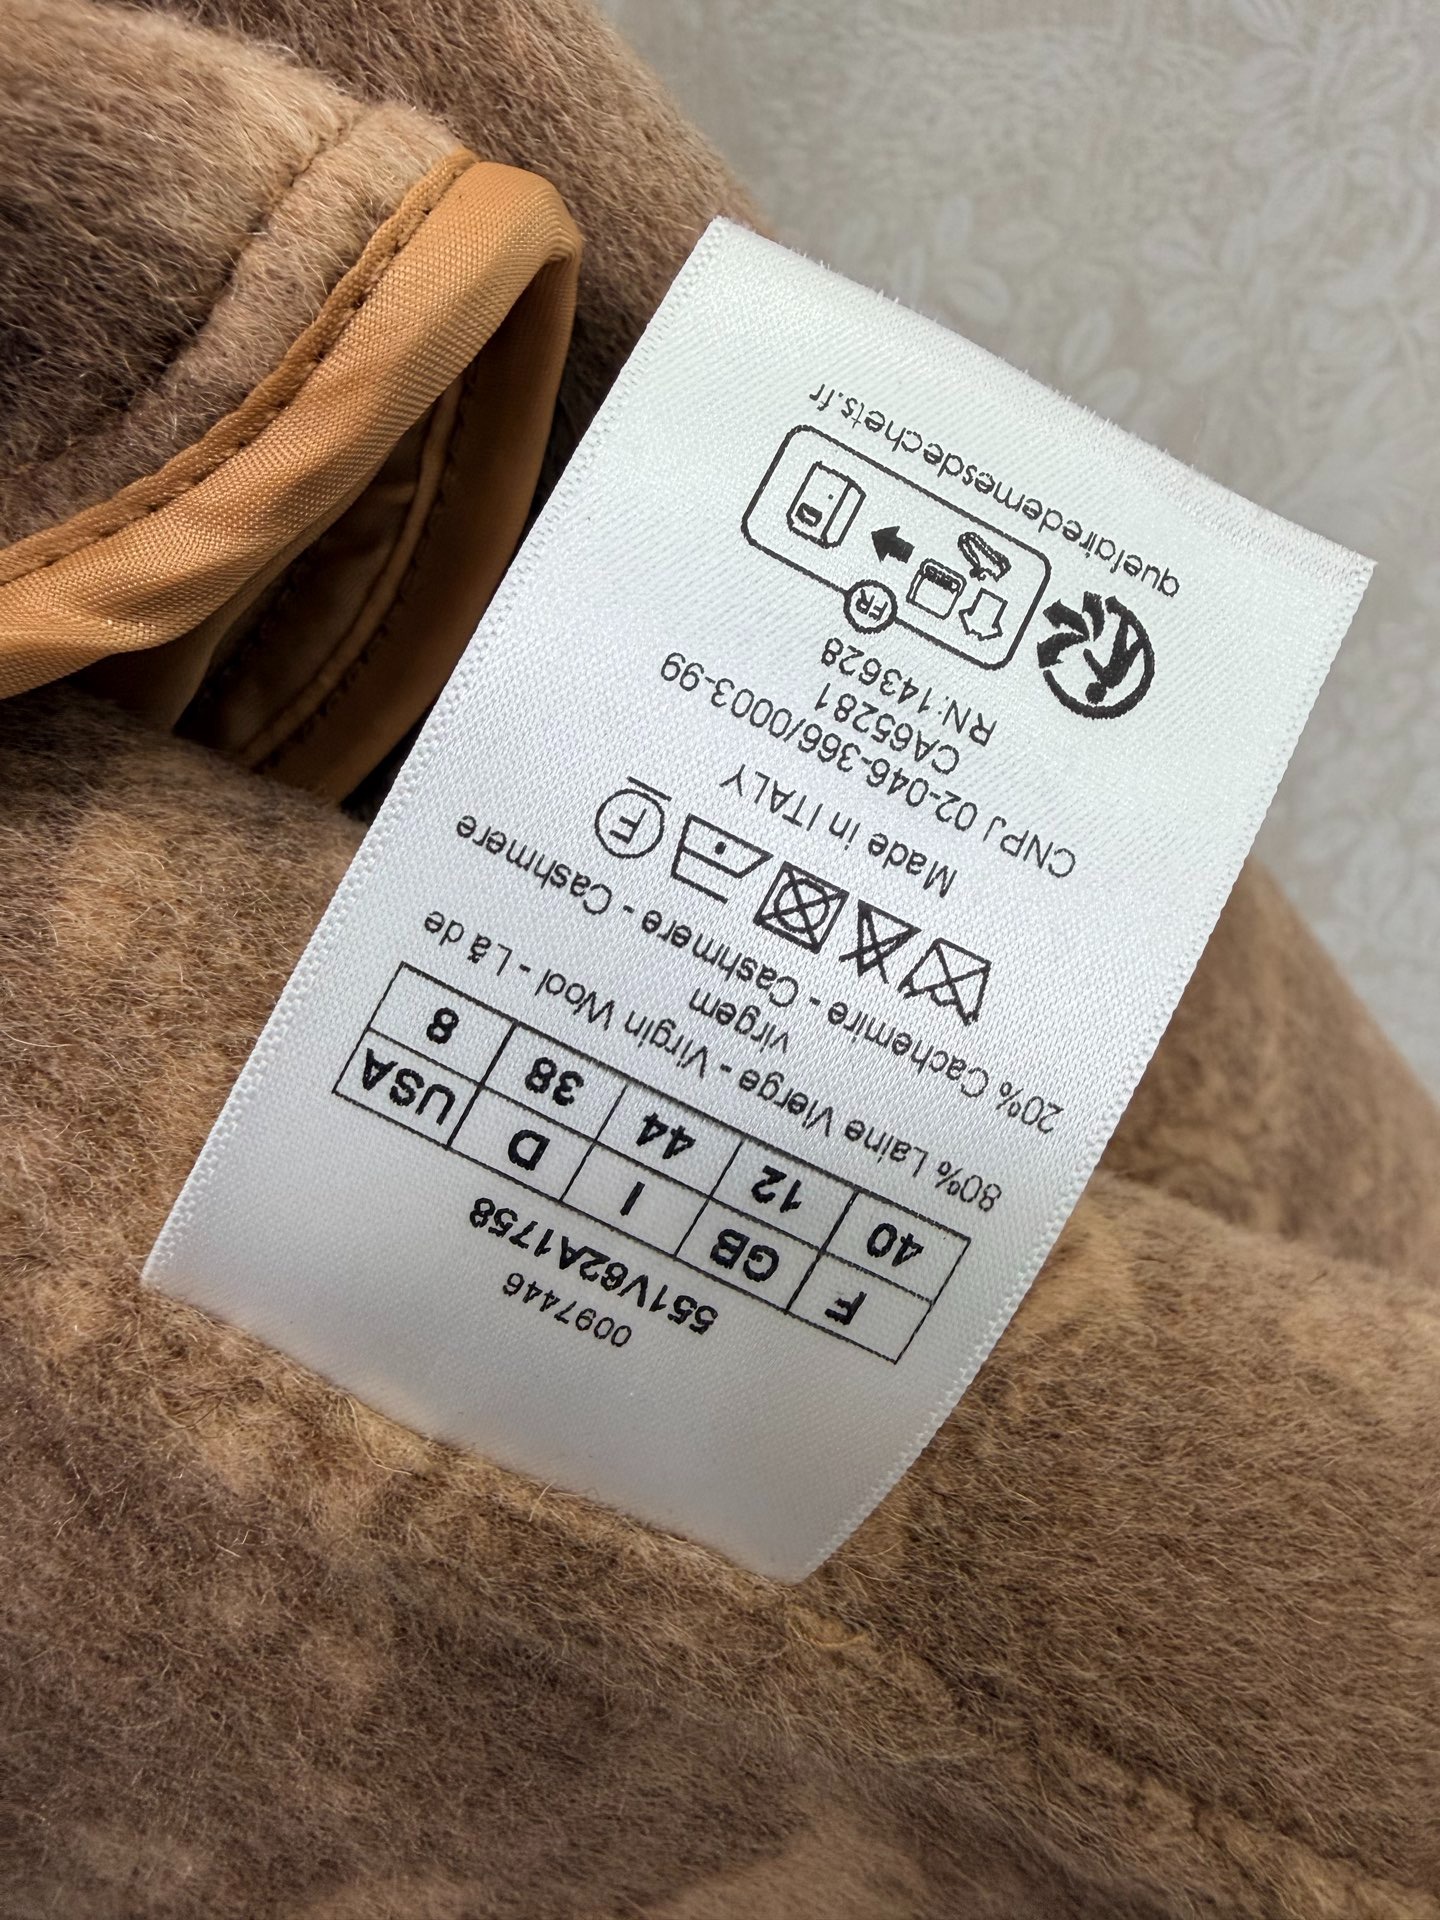 0097446
551V62A1758
F GB I D USA
40 12 44 38 8
80% Laine Vierge - Virgin Wool - Lã de
virgem
20% Cachemire - Cashmere - Cashmere
F
Made in ITALY
CNPJ 02-046-366/0003-99
CA65281
RN:143628
FR
quefairedemesdechets.fr